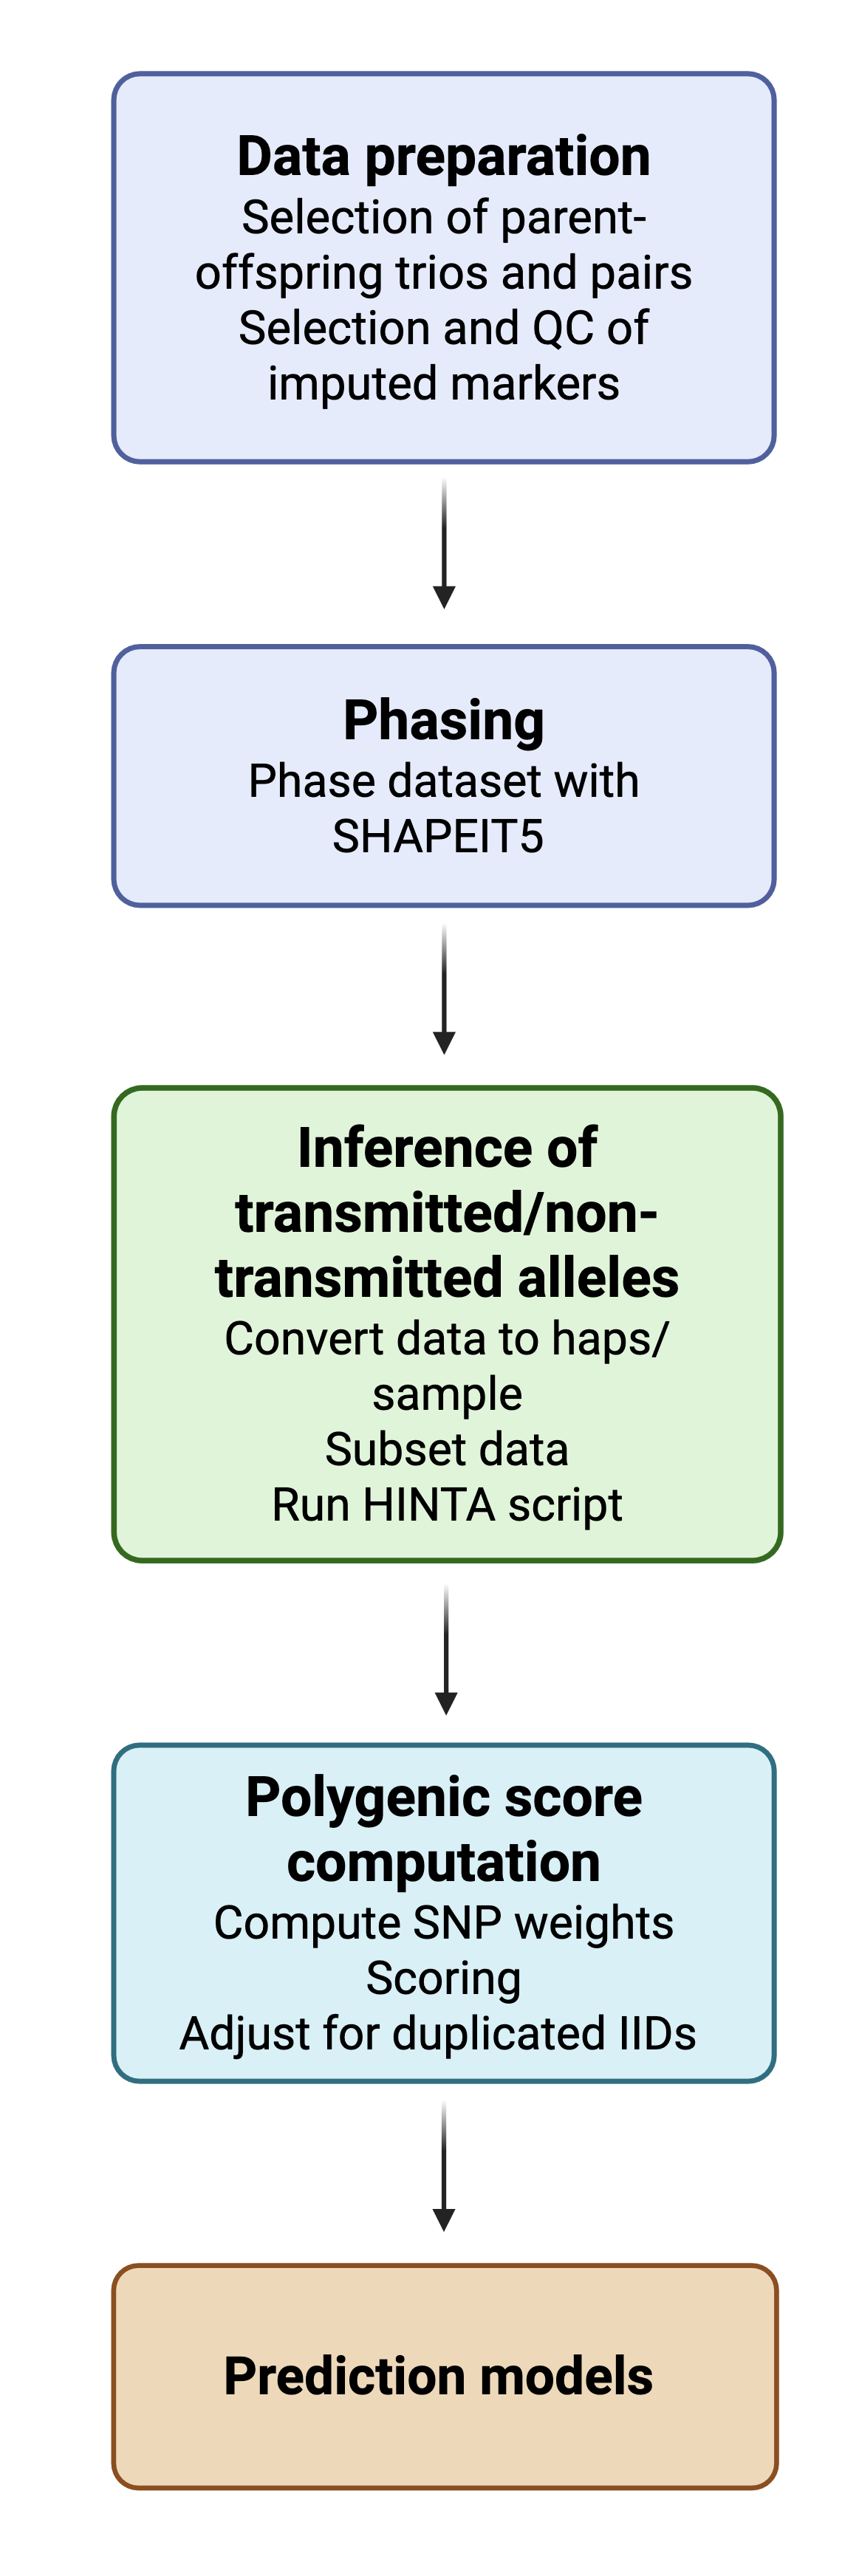 Data preparation
Selection of parent-
offspring trios and pairs
Selection and QC of
imputed markers
Phasing
Phase dataset with
SHAPEIT5
Inference of
transmitted/non-
transmitted alleles
Convert data to haps/
sample
Subset data
Run HINTA script
Polygenic score
computation
Compute SNP weights
Scoring
Adjust for duplicated IIDs
Prediction models